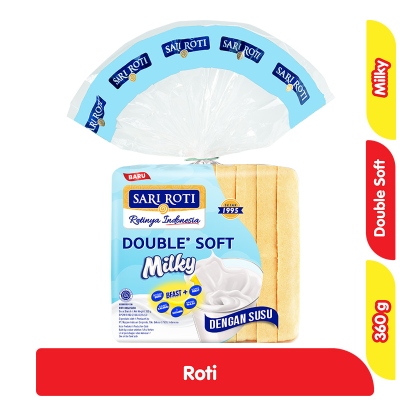 SARI ROTI
SARI ROTI
SARI ROTI
SARI ROTI
BARU
SARI ROTI
Rotinya Indonesia
SEJAK
1995
DOUBLE* SOFT
Milky
BFAST +
DENGAN SUSU
Milky
Double Soft
360 g
Roti